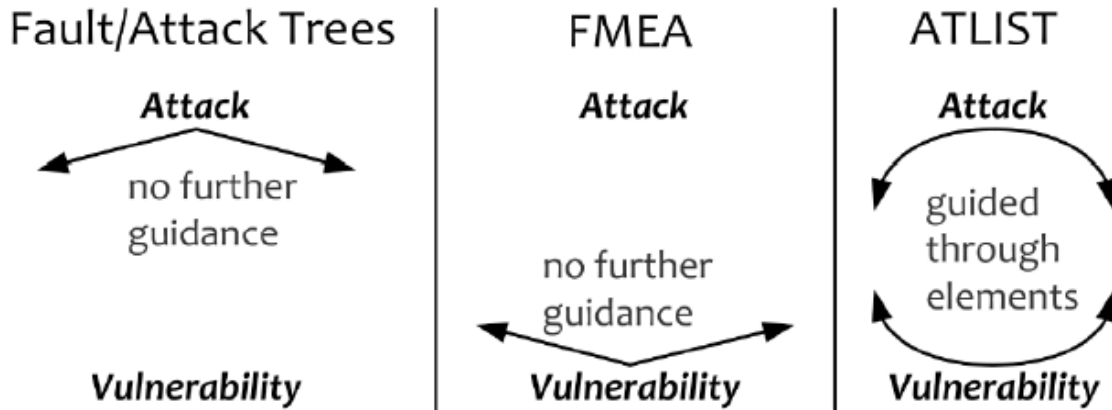 Fault/Attack Trees
Attack
no further
guidance
Vulnerability
FMEA
Attack
no further
guidance
Vulnerability
ATLIST
Attack
guided
through
elements
Vulnerability